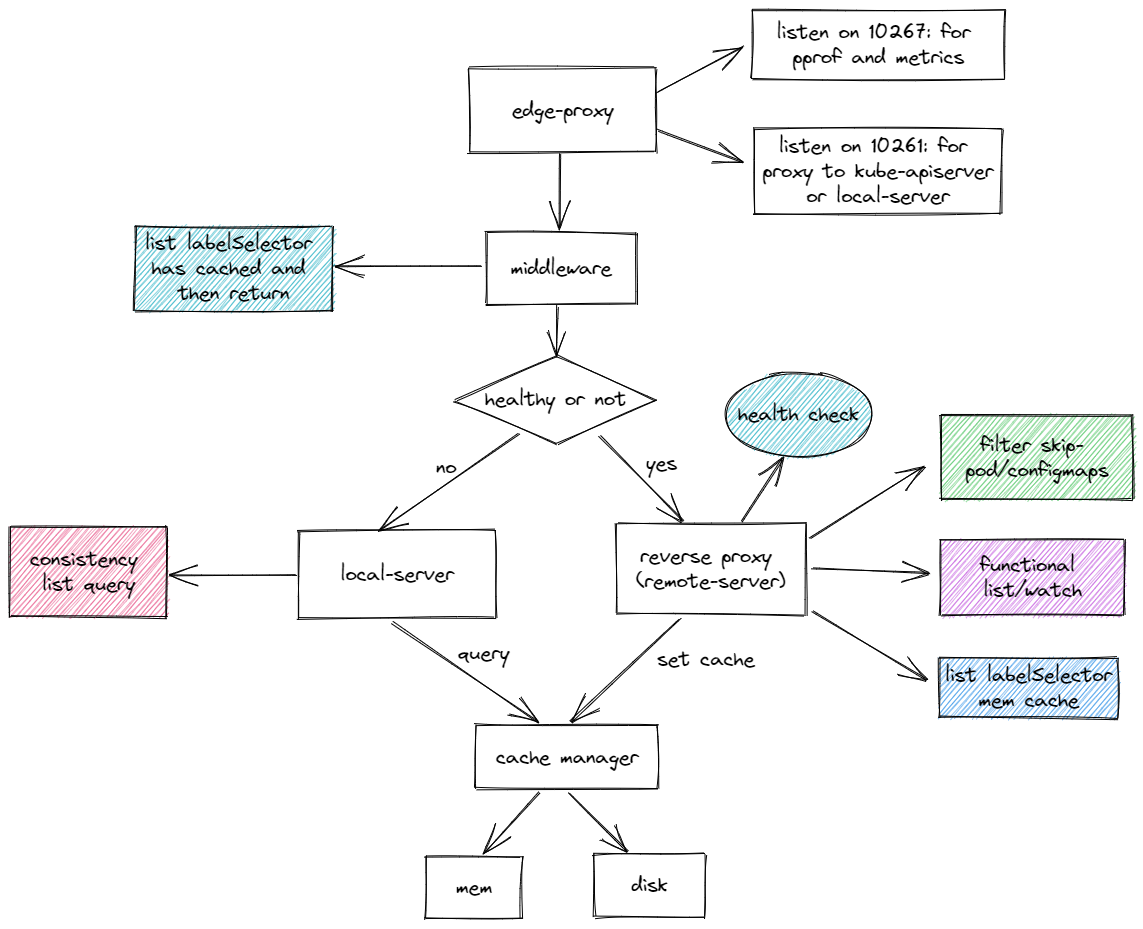 listen on 10267: for
pprof and metrics
edge-proxy
listen on 10261: for
proxy to kube-apiserver
or local-server
list labelSelector
has cached and
then return
middleware
healthy or not
health check
no
yes
filter skip-
pod/configmaps
consistency
list query
local-server
reverse proxy
(remote-server)
functional
list/watch
query
set cache
list labelSelector
mem cache
cache manager
mem
disk